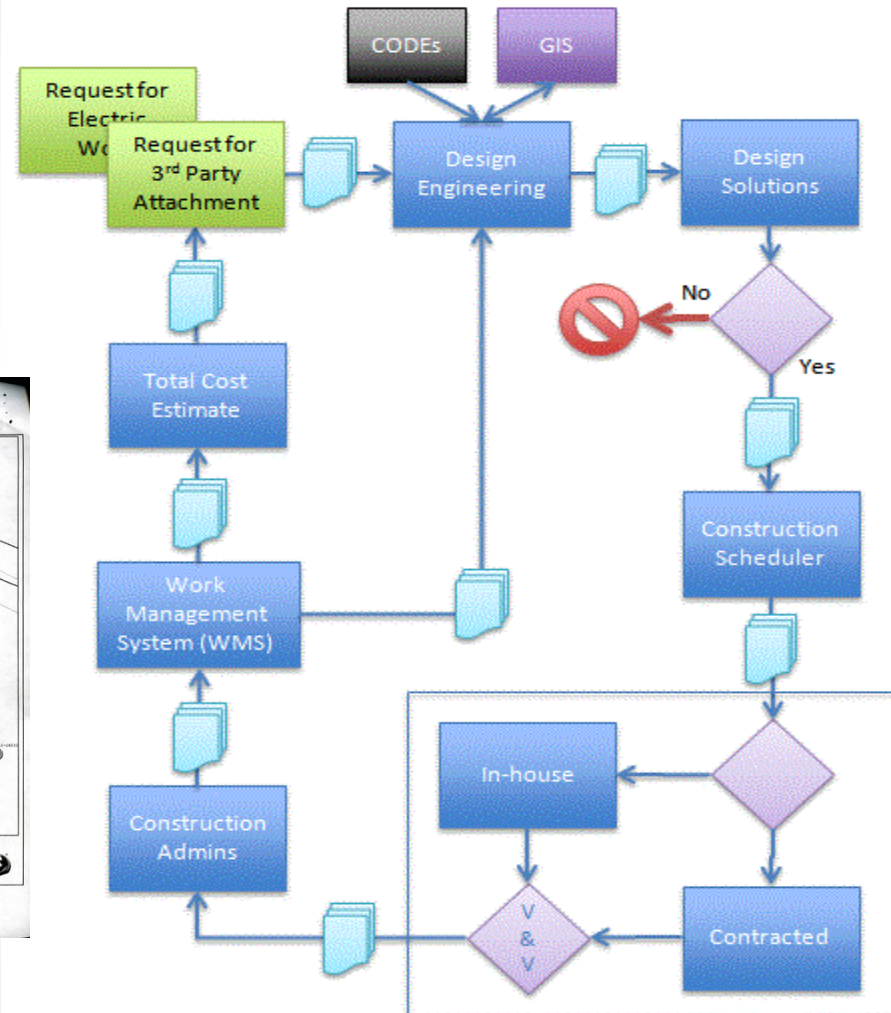 CODEs
GIS
Request for
Electric
Request for
3rd Party
Attachment
Design
Engineering
Design
Solutions
No
Yes
Total Cost
Estimate
Construction
Scheduler
Work
Management
System (WMS)
In-house
Construction
Admins
V
&
V
Contracted